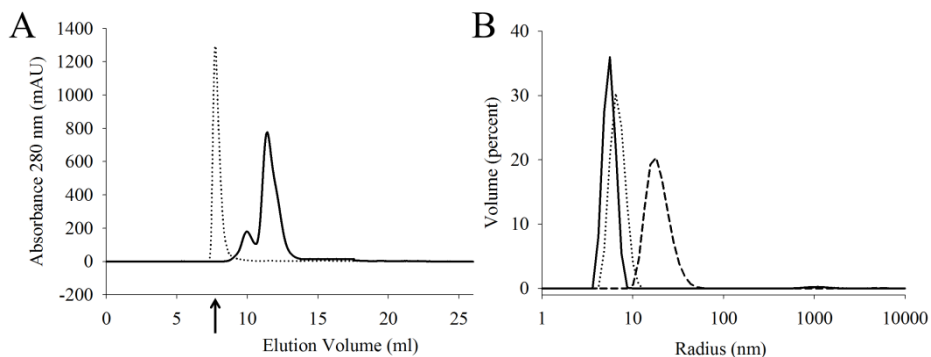 A
Absorbance 280 nm (mAU)
1400
1200
1000
800
600
400
200
0
-200
0 5 10 15 20 25
Elution Volume (ml)
B
Volume (percent)
40
30
20
10
0
1 10 100 1000 10000
Radius (nm)